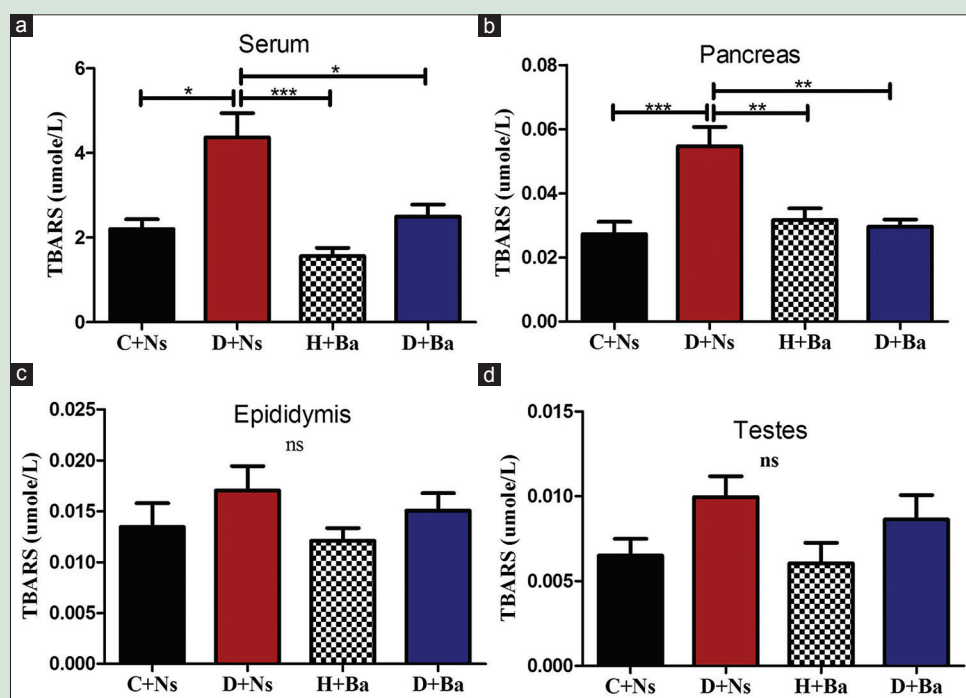 a
Serum
TBARS (umole/L)
6
4
2
0
*
*
***
C+Ns D+Ns H+Ba D+Ba
b
Pancreas
TBARS (umole/L)
0.08
0.06
0.04
0.02
0.00
**
*** **
C+Ns D+Ns H+Ba D+Ba
c
Epididymis
ns
TBARS (umole/L)
0.025
0.020
0.015
0.010
0.005
0.000
C+Ns D+Ns H+Ba D+Ba
d
Testes
ns
TBARS (umole/L)
0.015
0.010
0.005
0.000
C+Ns D+Ns H+Ba D+Ba